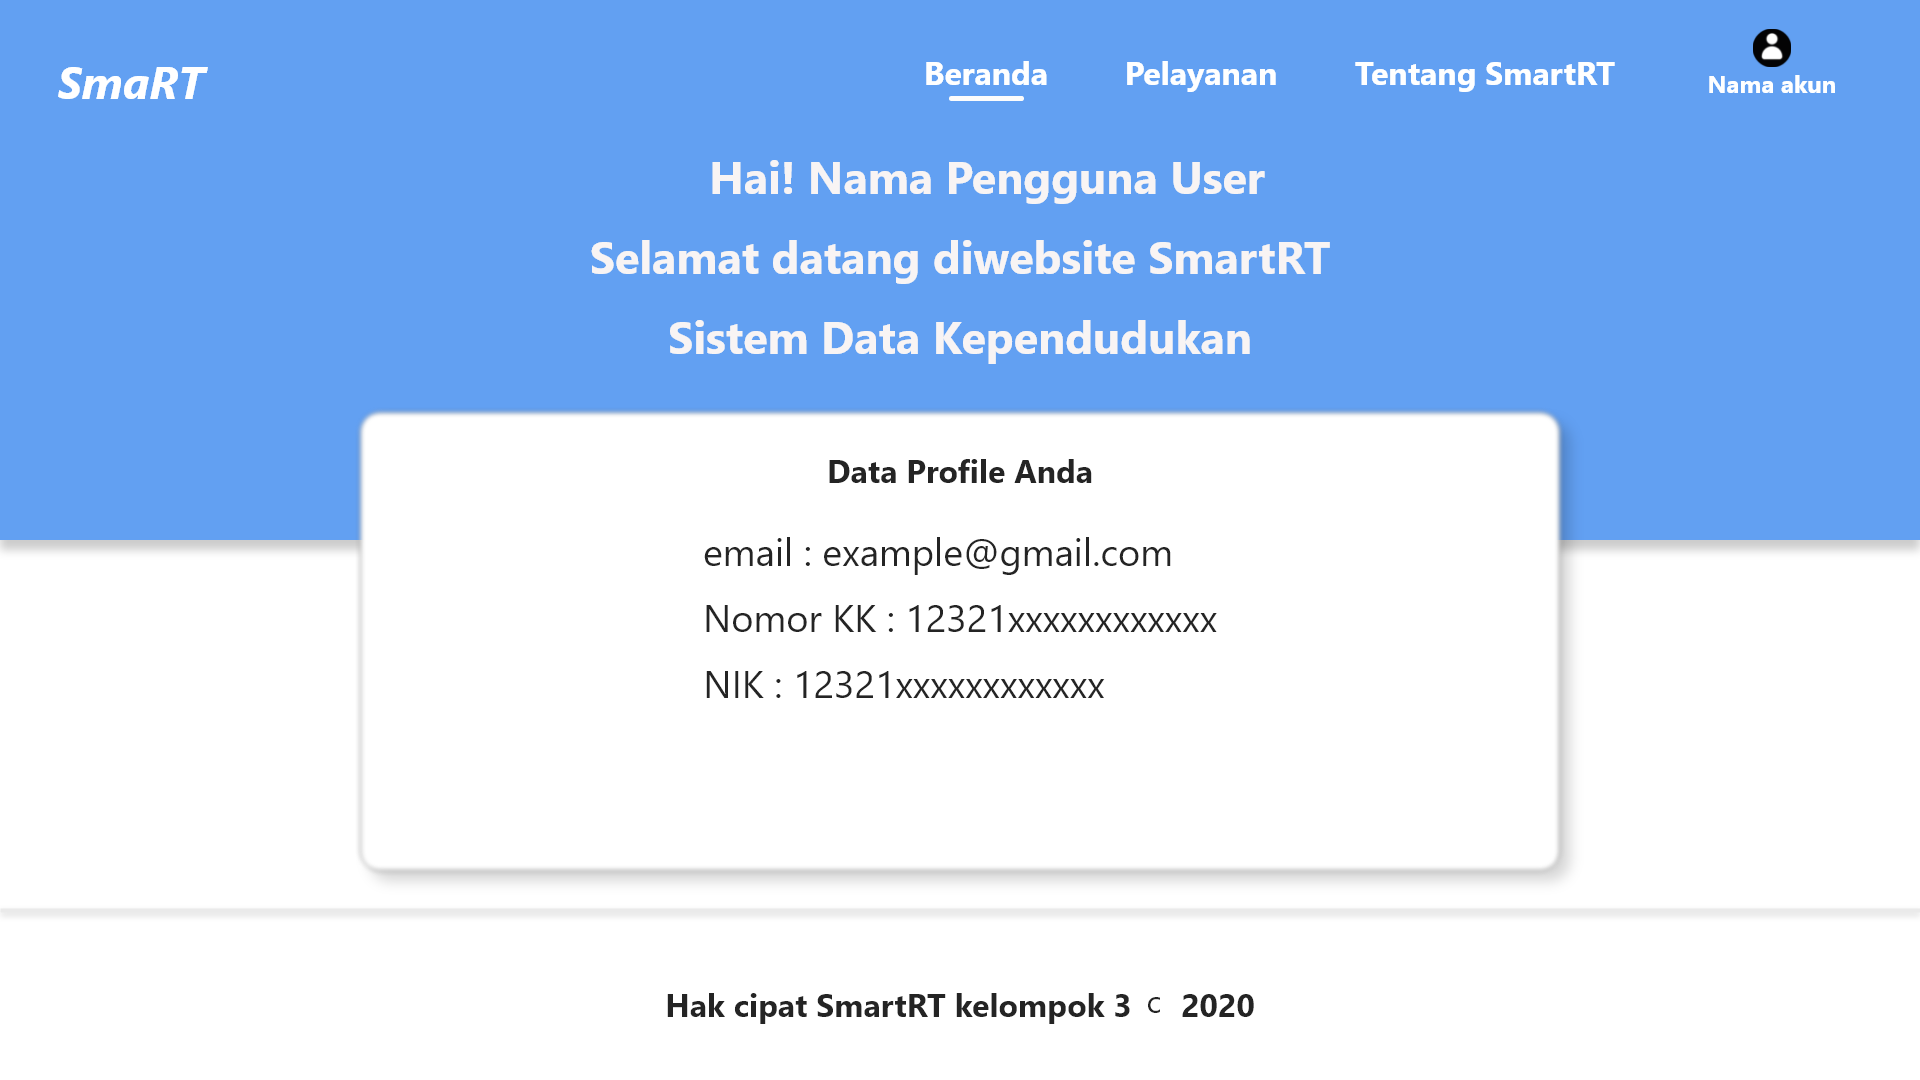 SmaRT
Beranda
Pelayanan
Tentang SmartRT
Nama akun
Hai! Nama Pengguna User
Selamat datang diwebsite SmartRT
Sistem Data Kependudukan
Data Profile Anda
email : example@gmail.com
Nomor KK : 12321xxxxxxxxxxxx
NIK : 12321xxxxxxxxxxxx
Hak cipat SmartRT kelompok 3 c 2020